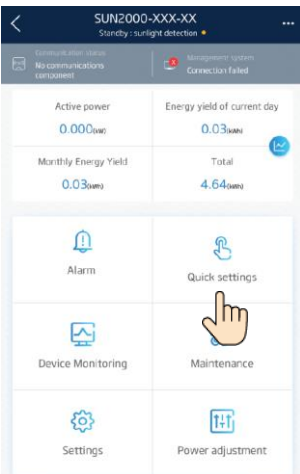 SUN2000-XXX-XX
Standby : sunlight detection
Communication status
No communications
component
Management system
Connection failed
Active power
0.000(kW)
Energy yield of current day
0.03(kWh)
Monthly Energy Yield
0.03(kWh)
Total
4.64(kWh)
Alarm
Quick settings
Device Monitoring
Maintenance
Settings
Power adjustment